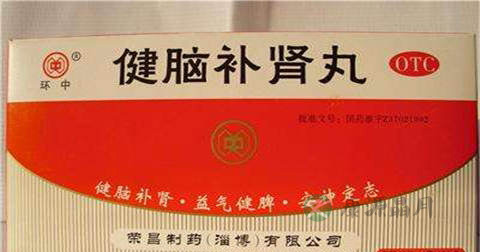 健脑补肾丸
OTC
®
环中
批准文号：国药准字Z37021992
健脑补肾·益气健脾·安神定志
荣昌制药(淄博)有限公司